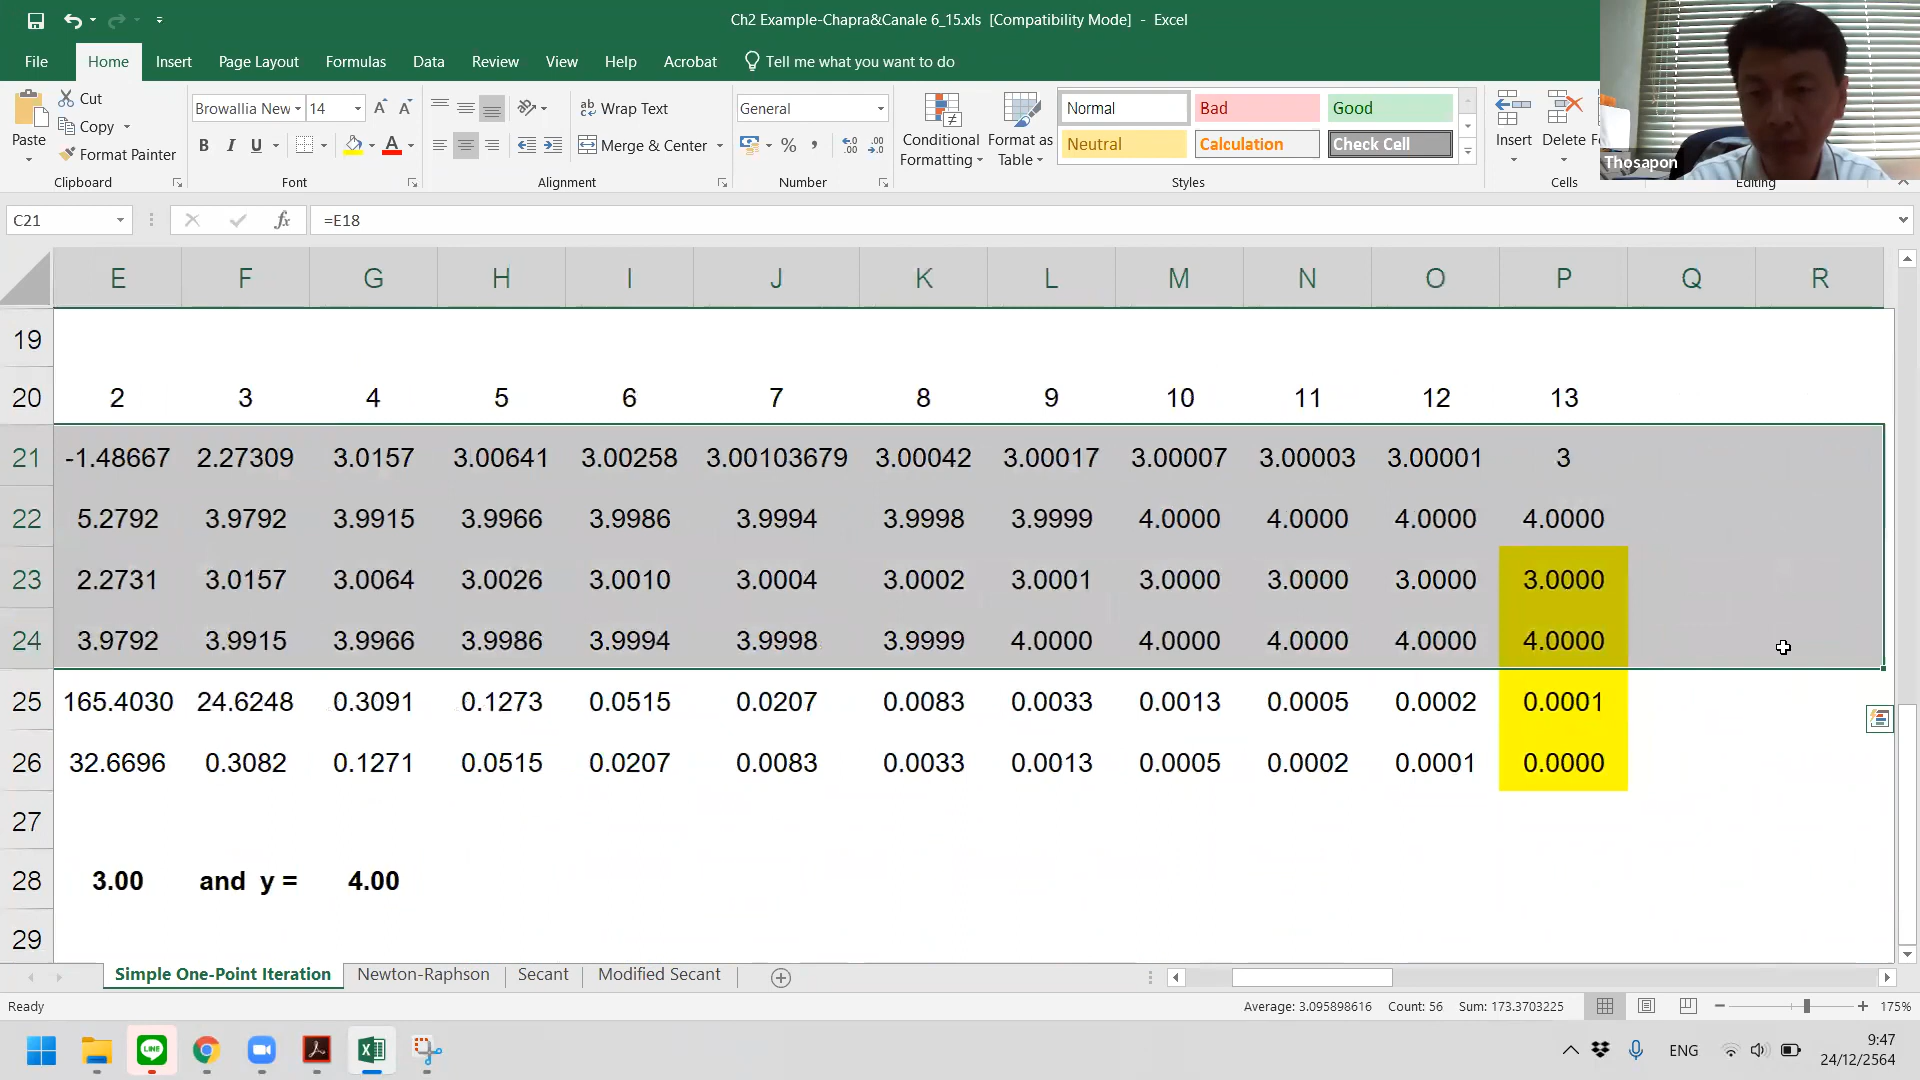 Ch2 Example-Chapra&Canale 6_15.xls [Compatibility Mode] - Excel
File Home Insert Page Layout Formulas Data Review View Help Acrobat Tell me what you want to do
Paste
Cut
Copy
Format Painter
Clipboard
Browallia New 14
B I U
Font
Wrap Text
Merge & Center
Alignment
General
Number
Conditional Formatting
Format as Table
Normal Bad Good
Neutral Calculation Check Cell
Styles
Insert Delete F
Cells
Editing
Thosapon
C21 fx =E18
E F G H I J K L M N O P Q R
19
20 2 3 4 5 6 7 8 9 10 11 12 13
21 -1.48667 2.27309 3.0157 3.00641 3.00258 3.00103679 3.00042 3.00017 3.00007 3.00003 3.00001 3
22 5.2792 3.9792 3.9915 3.9966 3.9986 3.9994 3.9998 3.9999 4.0000 4.0000 4.0000 4.0000
23 2.2731 3.0157 3.0064 3.0026 3.0010 3.0004 3.0002 3.0001 3.0000 3.0000 3.0000 3.0000
24 3.9792 3.9915 3.9966 3.9986 3.9994 3.9998 3.9999 4.0000 4.0000 4.0000 4.0000 4.0000
25 165.4030 24.6248 0.3091 0.1273 0.0515 0.0207 0.0083 0.0033 0.0013 0.0005 0.0002 0.0001
26 32.6696 0.3082 0.1271 0.0515 0.0207 0.0083 0.0033 0.0013 0.0005 0.0002 0.0001 0.0000
27
28 3.00 and y = 4.00
29
Simple One-Point Iteration Newton-Raphson Secant Modified Secant
Ready Average: 3.095898616 Count: 56 Sum: 173.3703225 175%
LINE ENG 9:47
24/12/2564